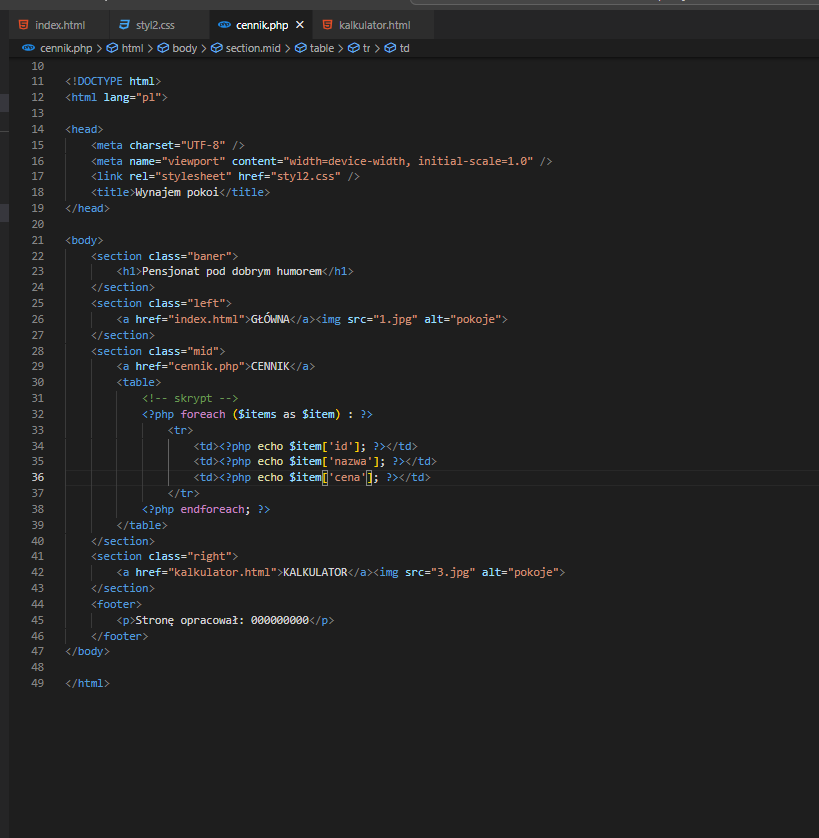 index.html styl2.css cennik.php kalkulator.html
cennik.php > html > body > section.mid > table > tr > td
10
11 <!DOCTYPE html>
12 <html lang="pl">
13
14 <head>
15     <meta charset="UTF-8" />
16     <meta name="viewport" content="width=device-width, initial-scale=1.0" />
17     <link rel="stylesheet" href="styl2.css" />
18     <title>Wynajem pokoi</title>
19 </head>
20
21 <body>
22     <section class="baner">
23         <h1>Pensjonat pod dobrym humorem</h1>
24     </section>
25     <section class="left">
26         <a href="index.html">GŁÓWNA</a><img src="1.jpg" alt="pokoje">
27     </section>
28     <section class="mid">
29         <a href="cennik.php">CENNIK</a>
30         <table>
31             <!-- skrypt -->
32             <?php foreach ($items as $item) : ?>
33                 <tr>
34                     <td><?php echo $item['id']; ?></td>
35                     <td><?php echo $item['nazwa']; ?></td>
36                     <td><?php echo $item['cena']; ?></td>
37                 </tr>
38             <?php endforeach; ?>
39         </table>
40     </section>
41     <section class="right">
42         <a href="kalkulator.html">KALKULATOR</a><img src="3.jpg" alt="pokoje">
43     </section>
44     <footer>
45         <p>Stronę opracował: 000000000</p>
46     </footer>
47 </body>
48
49 </html>